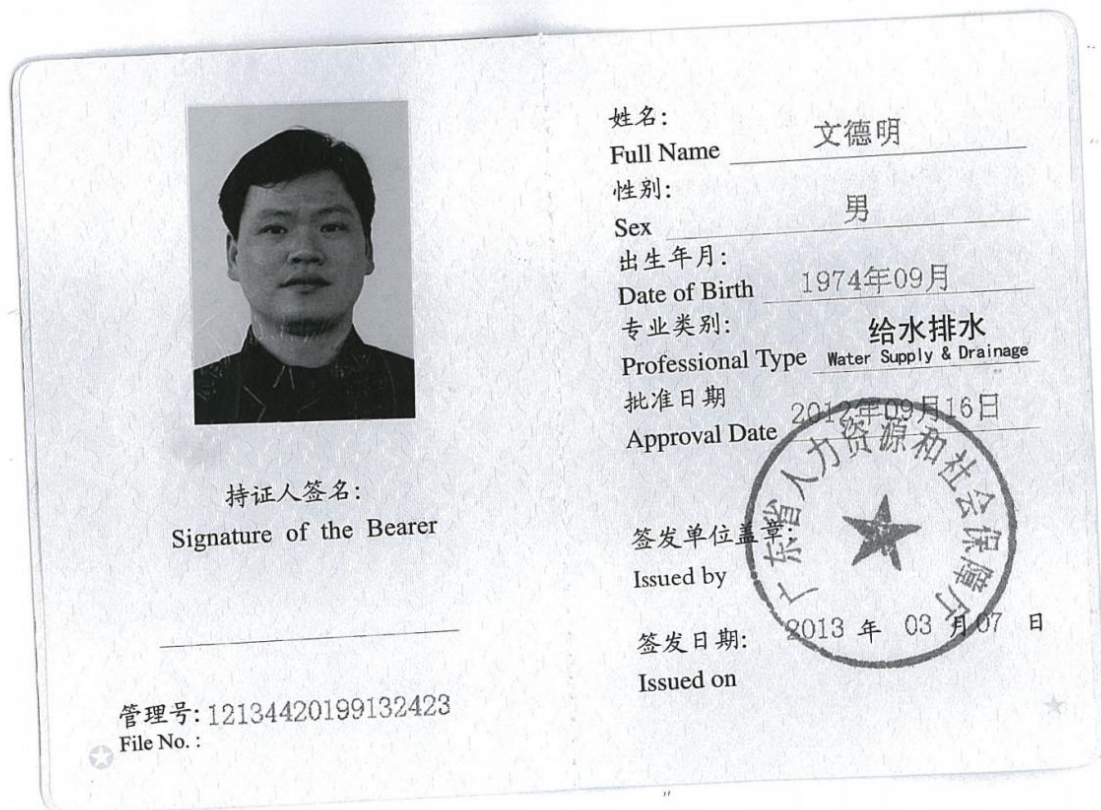 持证人签名:
Signature of the Bearer
管理号: 12134420199132423
File No. :
姓名:
Full Name 文德明
性别:
Sex 男
出生年月:
Date of Birth 1974年09月
专业类别: 给水排水
Professional Type Water Supply & Drainage
批准日期 2012年09月16日
Approval Date
广东省人力资源和社会保障厅
签发单位盖章:
Issued by
签发日期: 2013 年 03 月 07 日
Issued on